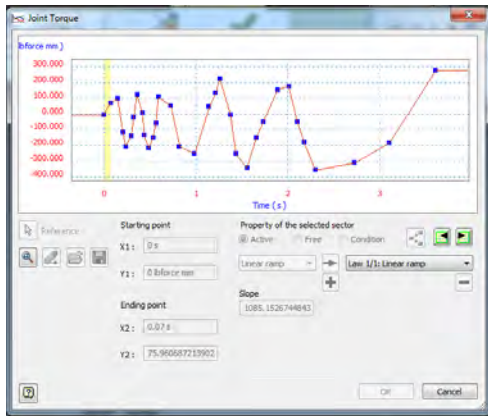 Joint Torque
lbforce mm )
300.000
200.000
100.000
0.000
-100.000
-200.000
-300.000
-400.000
0 1 2 3
Time ( s )
Reference
Starting point
X1 : 0 s
Y1 : 0 lbforce mm
Ending point
X2 : 0.07 s
Y2 : 75.960687213902
Property of the selected sector
Active Free Condition
Linear ramp Law 1/1: Linear ramp
Slope
1085.1526744843
OK Cancel